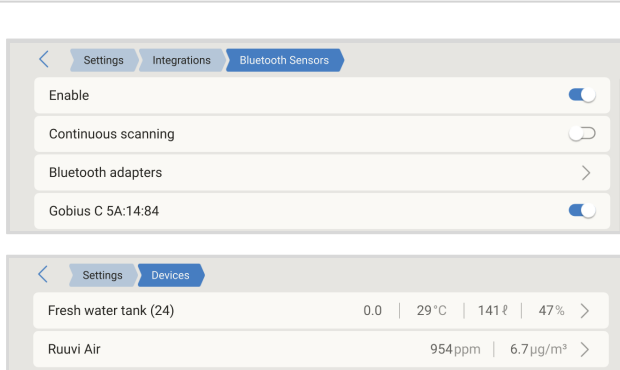 Settings Integrations Bluetooth Sensors
Enable
Continuous scanning
Bluetooth adapters
Gobius C 5A:14:84
Settings Devices
Fresh water tank (24) 0.0 29°C 141ℓ 47%
Ruuvi Air 954ppm 6.7µg/m³